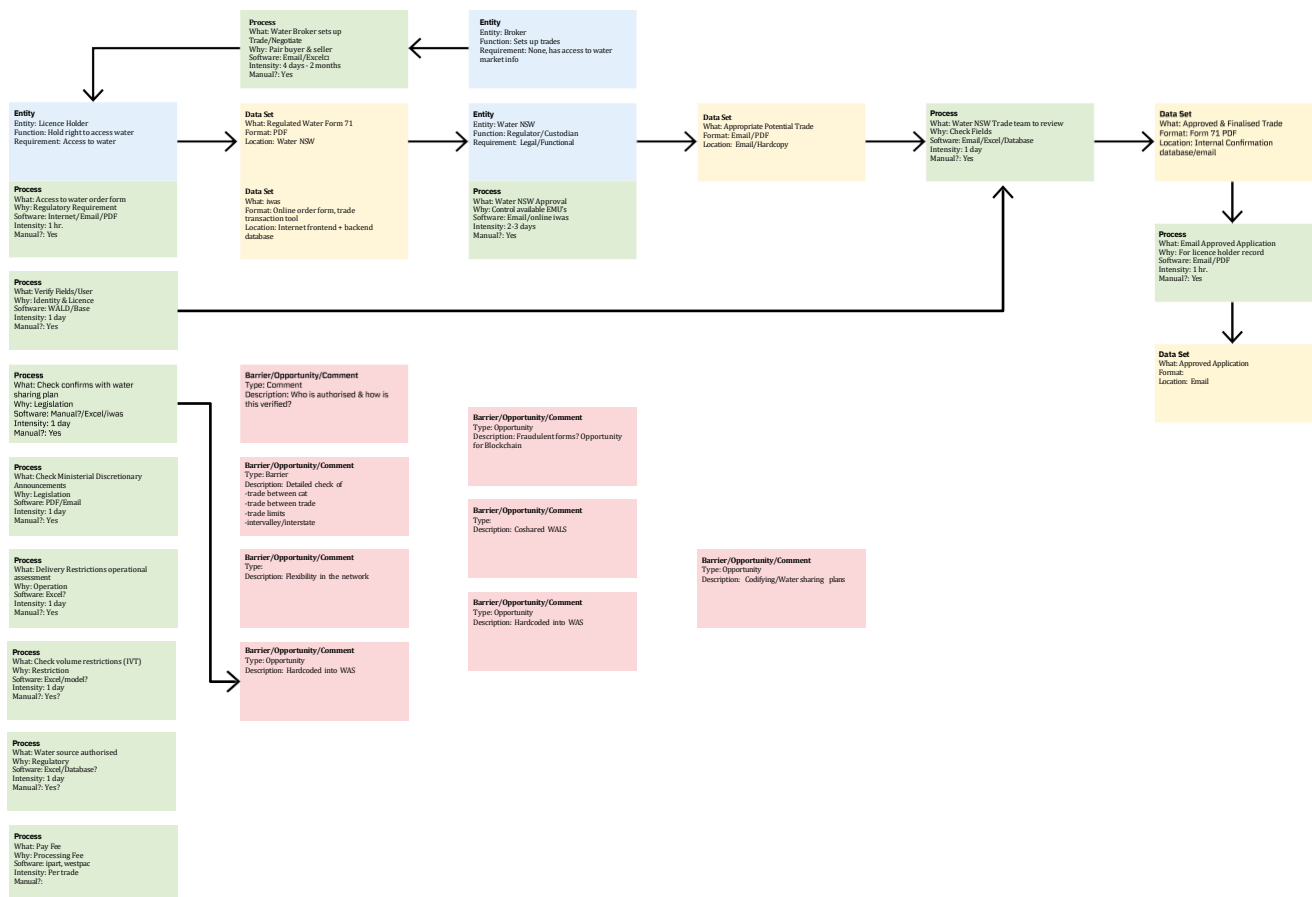 Process
What: Water Broker sets up
Trade/Negotiate
Why: Pair buyer & seller
Software: Email/Excel□
Intensity: 4 days - 2 months
Manual?: Yes
Entity
Entity: Broker
Function: Sets up trades
Requirement: None, has access to water
market info
Entity
Entity: Licence Holder
Function: Hold right to access water
Requirement: Access to water
Data Set
What: Regulated Water Form 71
Format: PDF
Location: Water NSW
Entity
Entity: Water NSW
Function: Regulator/Custodian
Requirement: Legal/Functional
Data Set
What: Appropriate Potential Trade
Format: Email/PDF
Location: Email/Hardcopy
Process
What: Water NSW Trade team to review
Why: Check Fields
Software: Email/Excel/Database
Intensity: 1 day
Manual?: Yes
Data Set
What: Approved & Finalised Trade
Format: Form 71 PDF
Location: Internal Confirmation
database/email
Process
What: Access to water order form
Why: Regulatory Requirement
Software: Internet/Email/PDF
Intensity: 1 hr.
Manual?: Yes
Data Set
What: iwas
Format: Online order form, trade
transaction tool
Location: Internet frontend + backend
database
Process
What: Water NSW Approval
Why: Control available EMU's
Software: Email/online iwas
Intensity: 2-3 days
Manual?: Yes
Process
What: Email Approved Application
Why: For licence holder record
Software: Email/PDF
Intensity: 1 hr.
Manual?: Yes
Process
What: Verify Fields/User
Why: Identity & Licence
Software: WALD/Base
Intensity: 1 day
Manual?: Yes
Data Set
What: Approved Application
Format:
Location: Email
Process
What: Check confirms with water
sharing plan
Why: Legislation
Software: Manual?/Excel/iwas
Intensity: 1 day
Manual?: Yes
Barrier/Opportunity/Comment
Type: Comment
Description: Who is authorised & how is
this verified?
Barrier/Opportunity/Comment
Type: Opportunity
Description: Fraudulent forms? Opportunity
for Blockchain
Process
What: Check Ministerial Discretionary
Announcements
Why: Legislation
Software: PDF/Email
Intensity: 1 day
Manual?: Yes
Barrier/Opportunity/Comment
Type: Barrier
Description: Detailed check of
-trade between cat
-trade between trade
-trade limits
-intervalley/interstate
Barrier/Opportunity/Comment
Type:
Description: Coshared WALS
Process
What: Delivery Restrictions operational
assessment
Why: Operation
Software: Excel?
Intensity: 1 day
Manual?: Yes
Barrier/Opportunity/Comment
Type:
Description: Flexibility in the network
Barrier/Opportunity/Comment
Type: Opportunity
Description: Hardcoded into WAS
Barrier/Opportunity/Comment
Type: Opportunity
Description: Codifying/Water sharing plans
Process
What: Check volume restrictions (IVT)
Why: Restriction
Software: Excel/model?
Intensity: 1 day
Manual?: Yes?
Barrier/Opportunity/Comment
Type: Opportunity
Description: Hardcoded into WAS
Process
What: Water source authorised
Why: Regulatory
Software: Excel/Database?
Intensity: 1 day
Manual?: Yes?
Process
What: Pay Fee
Why: Processing Fee
Software: ipart, westpac
Intensity: Per trade
Manual?: